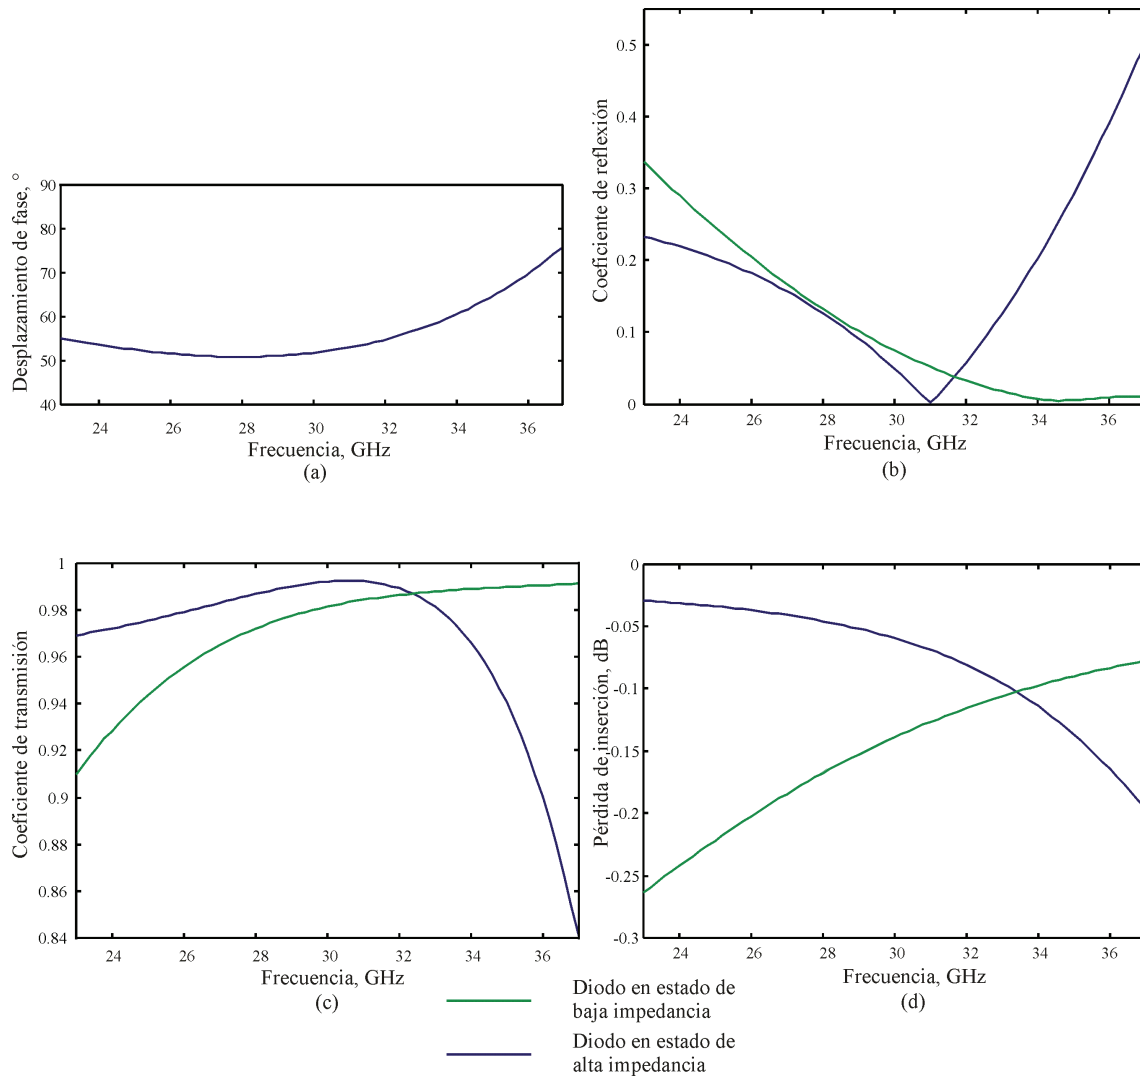 Desplazamiento de fase, °
90
80
70
60
50
40
24 26 28 30 32 34 36
Frecuencia, GHz
(a)
Coeficiente de reflexión
0.5
0.4
0.3
0.2
0.1
0
24 26 28 30 32 34 36
Frecuencia, GHz
(b)
Coeficiente de transmisión
1
0.98
0.96
0.94
0.92
0.9
0.88
0.86
0.84
24 26 28 30 32 34 36
Frecuencia, GHz
(c)
Pérdida de inserción, dB
0
-0.05
-0.1
-0.15
-0.2
-0.25
-0.3
24 26 28 30 32 34 36
Frecuencia, GHz
(d)
Diodo en estado de
baja impedancia
Diodo en estado de
alta impedancia